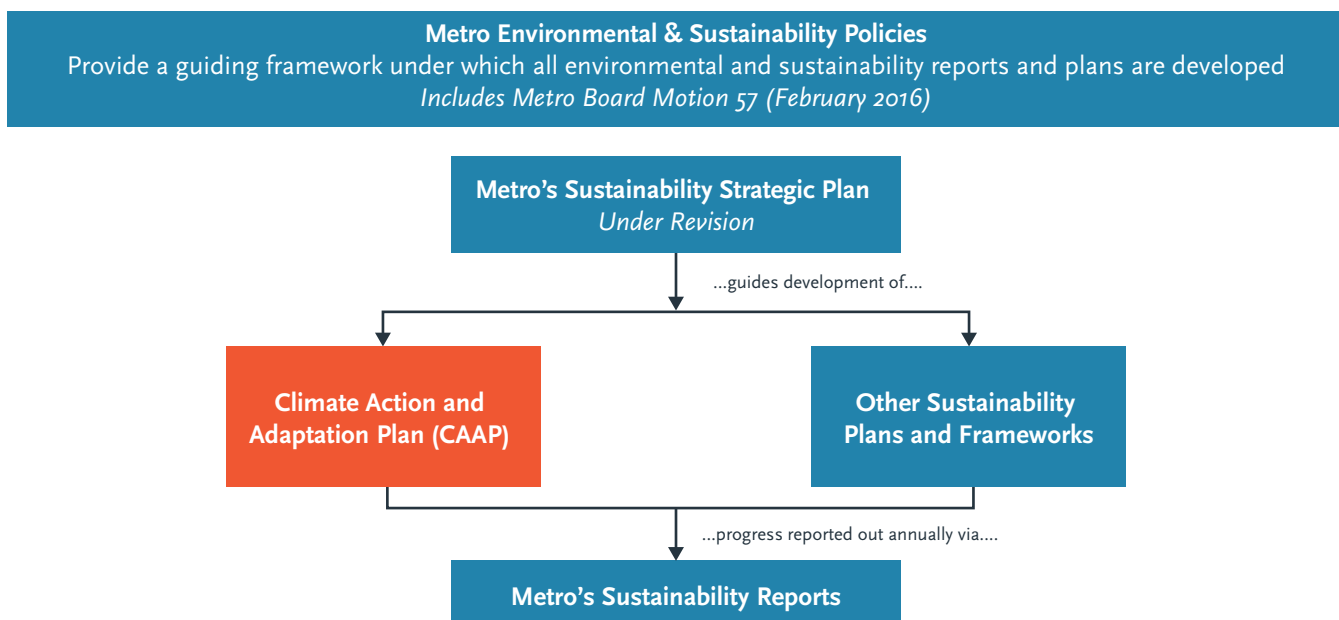 Metro Environmental & Sustainability Policies
Provide a guiding framework under which all environmental and sustainability reports and plans are developed
Includes Metro Board Motion 57 (February 2016)
Metro’s Sustainability Strategic Plan
Under Revision
...guides development of....
Climate Action and
Adaptation Plan (CAAP)
Other Sustainability
Plans and Frameworks
...progress reported out annually via....
Metro’s Sustainability Reports